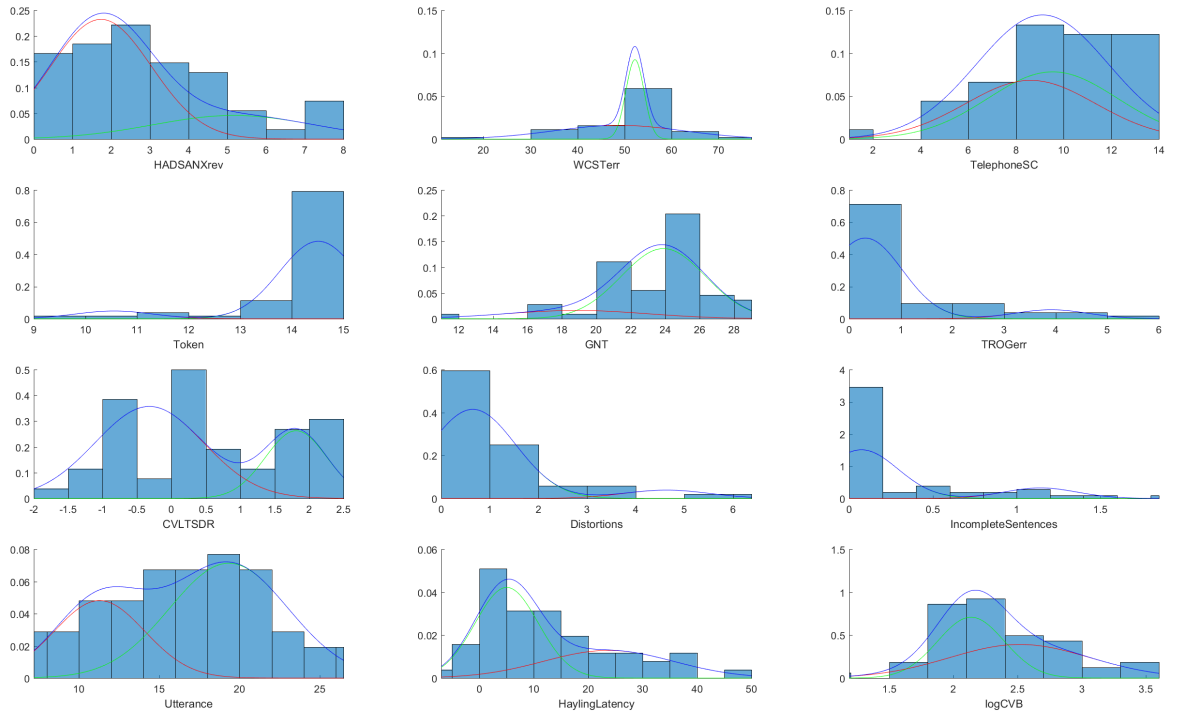 0.25
0.2
0.15
0.1
0.05
0
0 1 2 3 4 5 6 7 8
HADSANXrev
0.15
0.1
0.05
0
20 30 40 50 60 70
WCSTerr
0.15
0.1
0.05
0
2 4 6 8 10 12 14
TelephoneSC
0.8
0.6
0.4
0.2
0
9 10 11 12 13 14 15
Token
0.25
0.2
0.15
0.1
0.05
0
12 14 16 18 20 22 24 26 28
GNT
0.8
0.6
0.4
0.2
0
0 1 2 3 4 5 6
TROGerr
0.5
0.4
0.3
0.2
0.1
0
-2 -1.5 -1 -0.5 0 0.5 1 1.5 2 2.5
CVLTSDR
0.6
0.4
0.2
0
0 1 2 3 4 5 6
Distortions
4
3
2
1
0
0 0.5 1 1.5
IncompleteSentences
0.08
0.06
0.04
0.02
0
10 15 20 25
Utterance
0.06
0.04
0.02
0
0 10 20 30 40 50
HaylingLatency
1.5
1
0.5
0
1.5 2 2.5 3 3.5
logCVB